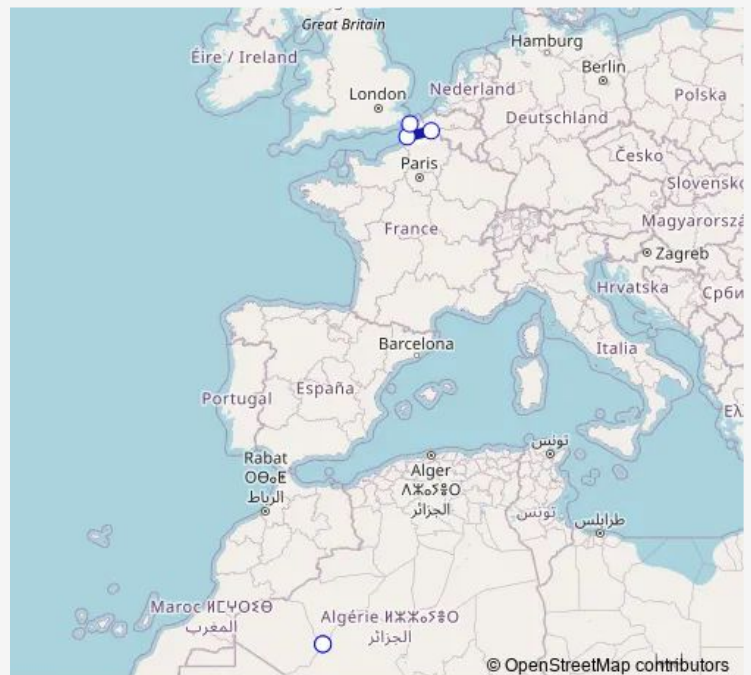 Great Britain
Éire / Ireland
Hamburg
Berlin
Nederland
London
Polska
Deutschland
Česko
Paris
Slovensko
France
Magyarorszá
Zagreb
Hrvatska
Срби
Barcelona
Italia
España
Portugal
Ελ
تونس
Rabat
ⵔⴱⴰⵟ
الرباط
Alger
ⴷⵣⴰⵢⴻⵔ
الجزائر
تونس
طرابلس
Maroc ⵍⵎⵖⵔⵉⴱ
المغرب
Algérie ⵍⵣⵣⴰⵢⴻⵔ
الجزائر
© OpenStreetMap contributors